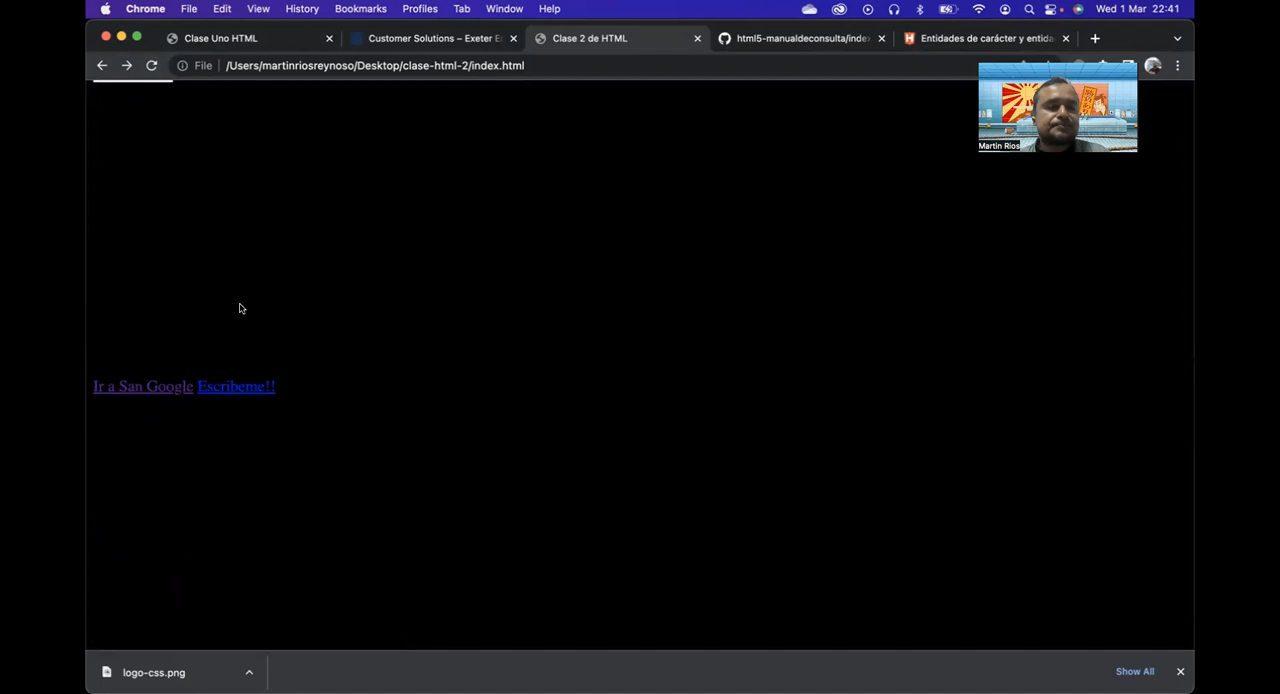 Chrome File Edit View History Bookmarks Profiles Tab Window Help Wed 1 Mar 22:41
Clase Uno HTML Customer Solutions – Exeter E Clase 2 de HTML html5-manualdeconsulta/index Entidades de carácter y entida
File /Users/martinriosreynoso/Desktop/clase-html-2/index.html
Martin Rios
Ir a San Google Escribeme!!
logo-css.png Show All